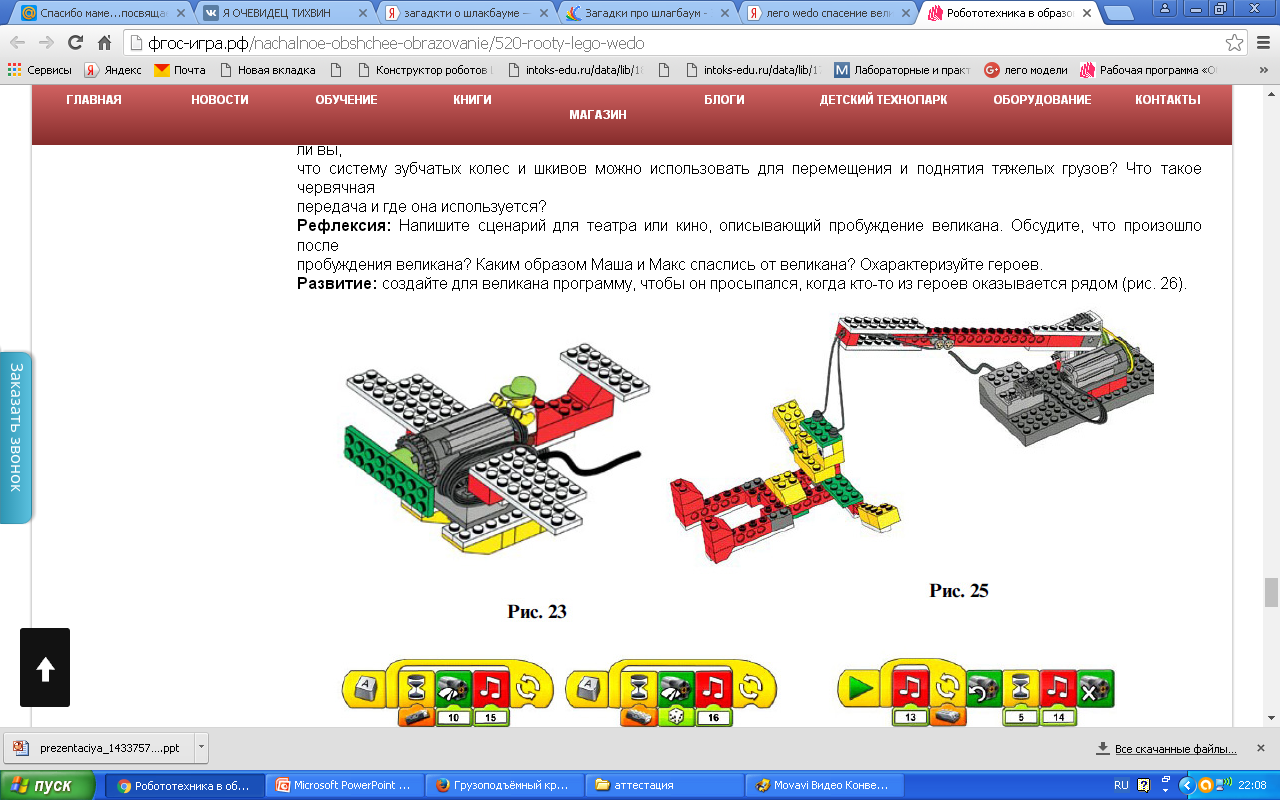 Спасибо маме...посвяща
Я ОЧЕВИДЕЦ ТИХВИН
загадкти о шлакбауме —
Загадки про шлагбаум -
лего wedo спасение вели
Робототехника в образо
фгос-игра.рф/nachalnoe-obshchee-obrazovanie/520-rooty-lego-wedo
Сервисы Яндекс Почта Новая вкладка Конструктор роботов intoks-edu.ru/data/lib/1 intoks-edu.ru/data/lib/1 Лабораторные и практ лего модели Рабочая программа «О
ГЛАВНАЯ НОВОСТИ ОБУЧЕНИЕ КНИГИ МАГАЗИН БЛОГИ ДЕТСКИЙ ТЕХНОПАРК ОБОРУДОВАНИЕ КОНТАКТЫ
ли вы,
что систему зубчатых колес и шкивов можно использовать для перемещения и поднятия тяжелых грузов? Что такое
червячная
передача и где она используется?
Рефлексия: Напишите сценарий для театра или кино, описывающий пробуждение великана. Обсудите, что произошло
после
пробуждения великана? Каким образом Маша и Макс спаслись от великана? Охарактеризуйте героев.
Развитие: создайте для великана программу, чтобы он просыпался, когда кто-то из героев оказывается рядом (рис. 26).
Заказать звонок
Рис. 25
Рис. 23
A A
10 15 16 13 5 14
prezentaciya_1433757....ppt
Все скачанные файлы...
пуск
Робототехника в об...
Microsoft PowerPoint ...
Грузоподъёмный кр...
аттестация
Movavi Видео Конве...
RU
22:08